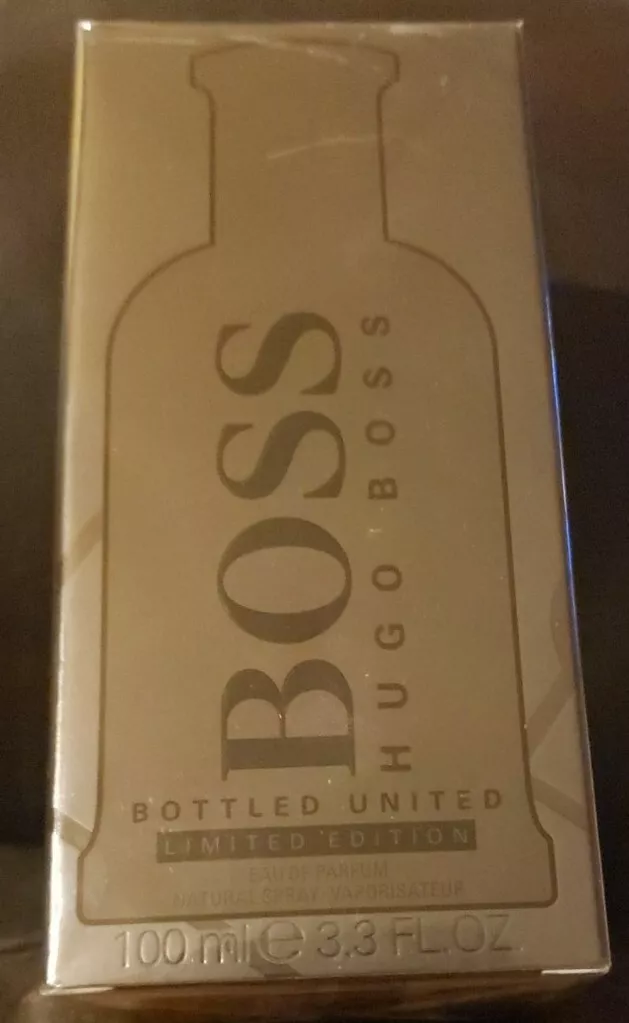 BOSS
HUGO BOSS
BOTTLED UNITED
LIMITED EDITION
EAU DE PARFUM
NATURAL SPRAY · VAPORISATEUR
100 ml ℮ 3.3 FL.OZ.